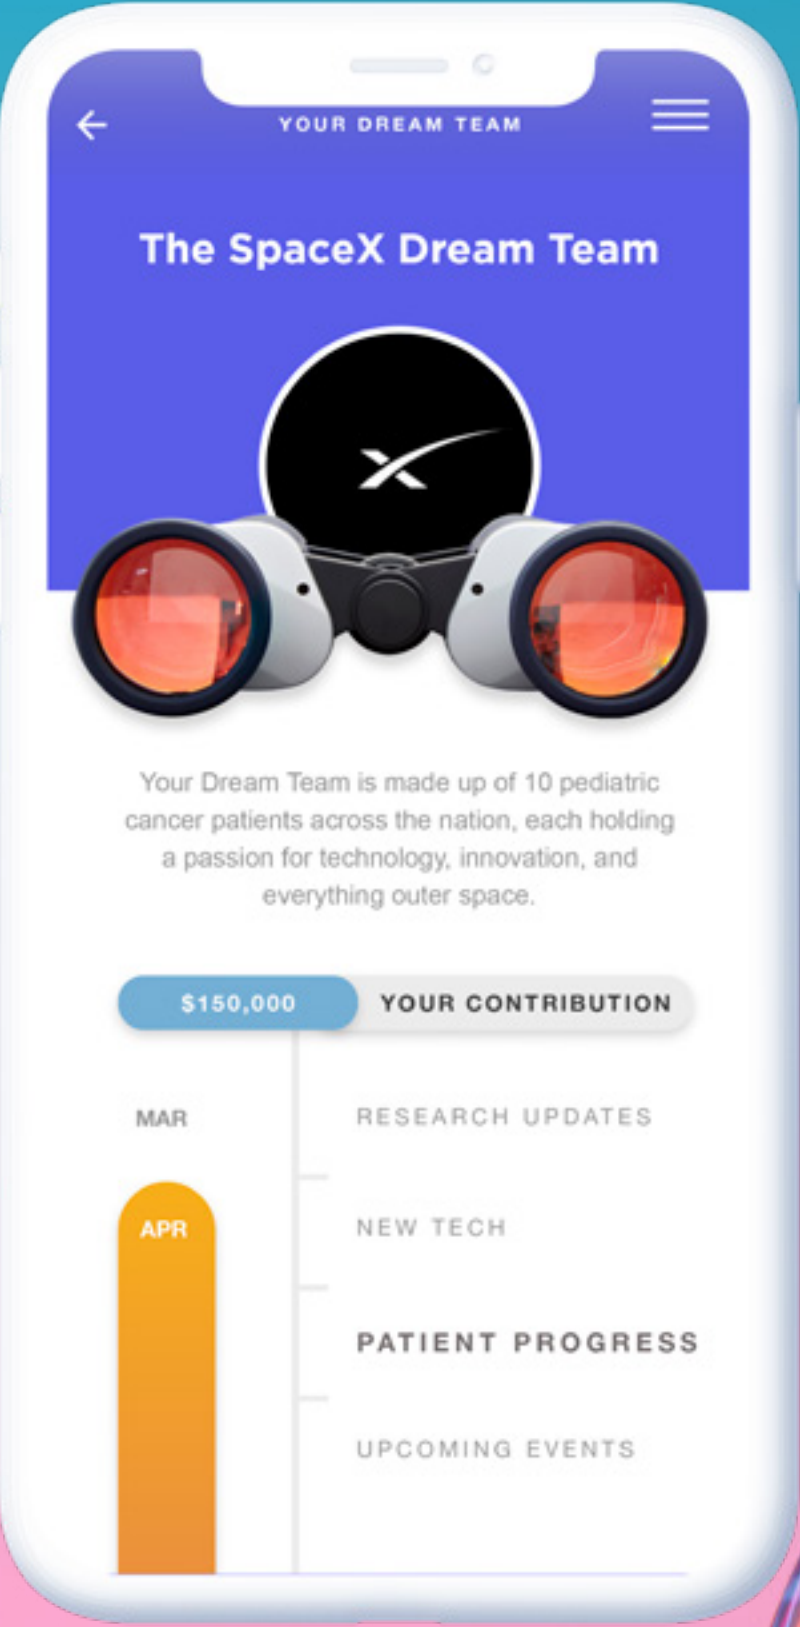 YOUR DREAM TEAM
The SpaceX Dream Team
Your Dream Team is made up of 10 pediatric
cancer patients across the nation, each holding
a passion for technology, innovation, and
everything outer space.
$150,000 YOUR CONTRIBUTION
MAR RESEARCH UPDATES
APR NEW TECH
PATIENT PROGRESS
UPCOMING EVENTS